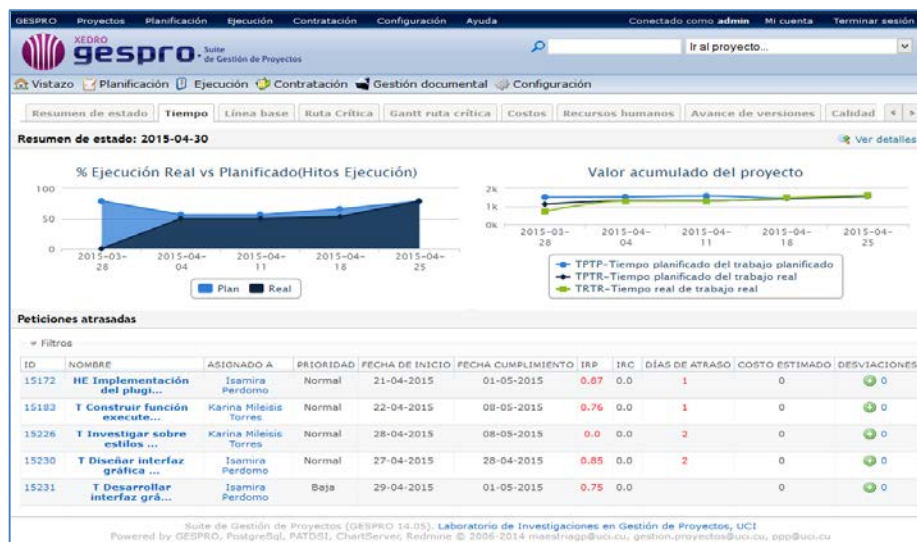 GESPRO Proyectos Planificación Ejecución Contratación Configuración Ayuda Conectado como admin Mi cuenta Terminar sesión
XEDRO
gespro. Suite de Gestión de Proyectos
Ir al proyecto...
Vistazo Planificación Ejecución Contratación Gestión documental Configuración
Resumen de estado Tiempo Línea base Ruta Crítica Gantt ruta crítica Costos Recursos humanos Avance de versiones Calidad
Resumen de estado: 2015-04-30 Ver detalles
% Ejecución Real vs Planificado(Hitos Ejecución)
100
50
0
2015-03-28 2015-04-04 2015-04-11 2015-04-18 2015-04-25
Plan Real
Valor acumulado del proyecto
2k
1k
0k
2015-03-28 2015-04-04 2015-04-11 2015-04-18 2015-04-25
TPTP-Tiempo planificado del trabajo planificado
TPTR-Tiempo planificado del trabajo real
TRTR-Tiempo real de trabajo real
Peticiones atrasadas
Filtros
ID NOMBRE ASIGNADO A PRIORIDAD FECHA DE INICIO FECHA CUMPLIMIENTO IRP IRC DÍAS DE ATRASO COSTO ESTIMADO DESVIACIONES
15172 HE Implementación del plugi... Isamira Perdomo Normal 21-04-2015 01-05-2015 0.87 0.0 1 0 0
15183 T Construir función execute... Karina Mileisis Torres Normal 22-04-2015 08-05-2015 0.76 0.0 1 0 0
15226 T Investigar sobre estilos ... Karina Mileisis Torres Normal 28-04-2015 08-05-2015 0.0 0.0 2 0 0
15230 T Diseñar interfaz gráfica ... Isamira Perdomo Normal 27-04-2015 28-04-2015 0.85 0.0 2 0 0
15231 T Desarrollar interfaz grá... Isamira Perdomo Baja 29-04-2015 01-05-2015 0.75 0.0 0 0
Suite de Gestión de Proyectos (GESPRO 14.05). Laboratorio de Investigaciones en Gestión de Proyectos, UCI
Powered by GESPRO, PostgreSql, PATDSI, ChartServer, Redmine © 2006-2014 maestriagp@uci.cu, gestion.proyectos@uci.cu, ppp@uci.cu